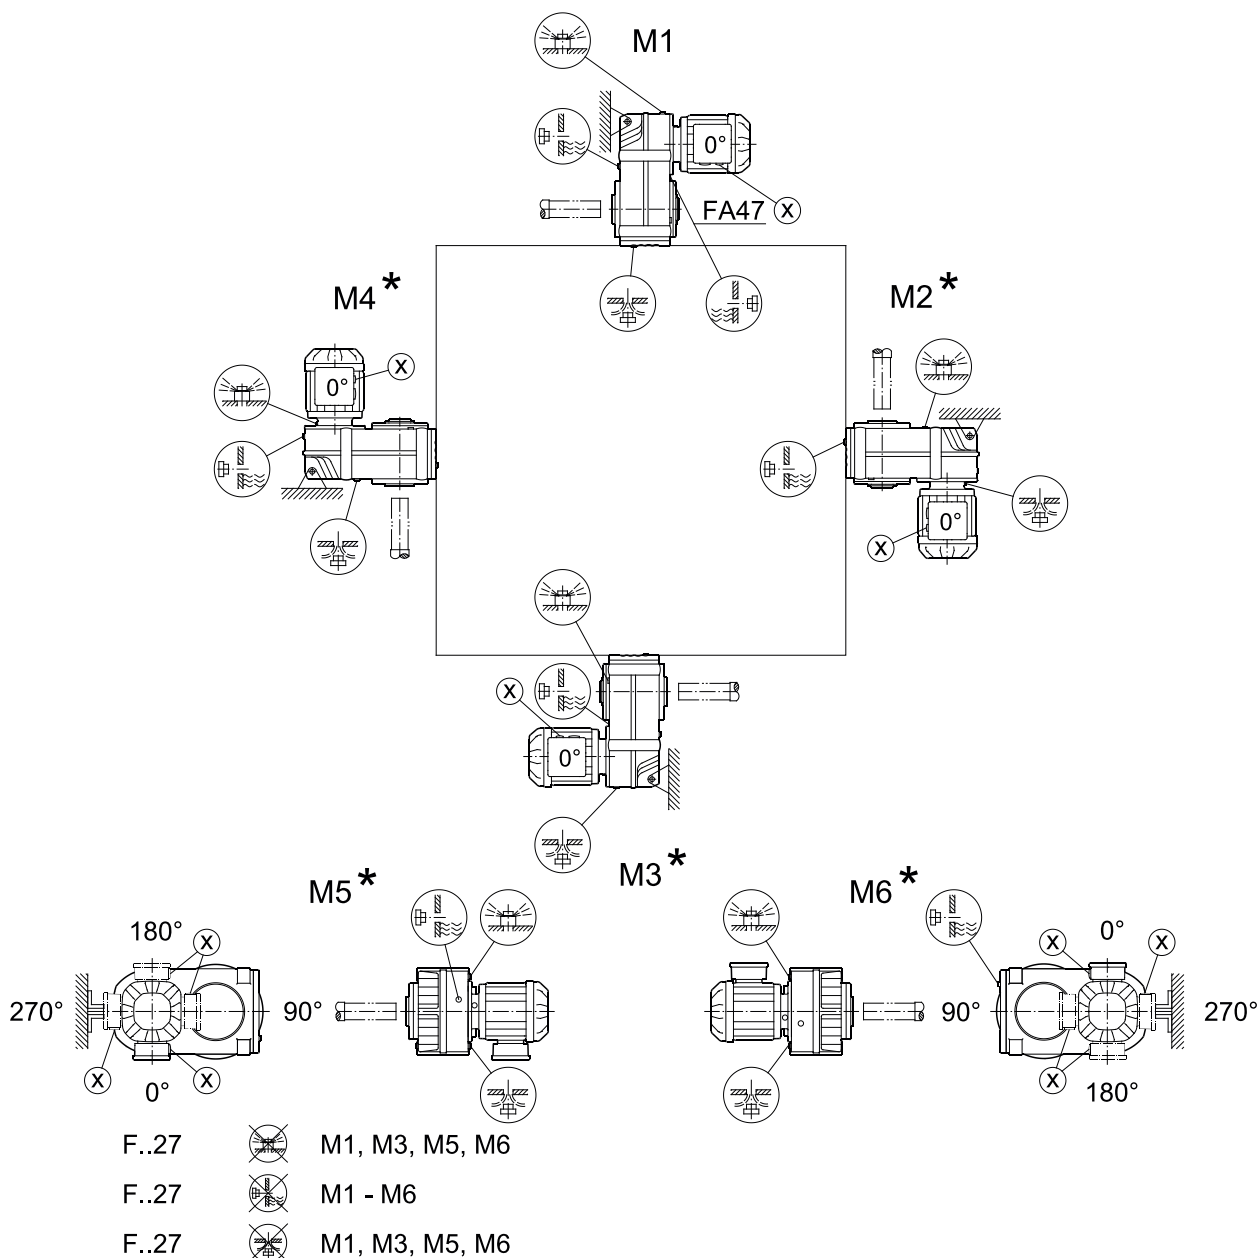 M1
0°
FA47 X
M4*
M2*
X
0°
0°
X
X
0°
M3*
M5*
M6*
180°
X
0°
X
X
270°
90°
90°
270°
X
X
0°
X
180°
F..27 M1, M3, M5, M6
F..27 M1 - M6
F..27 M1, M3, M5, M6